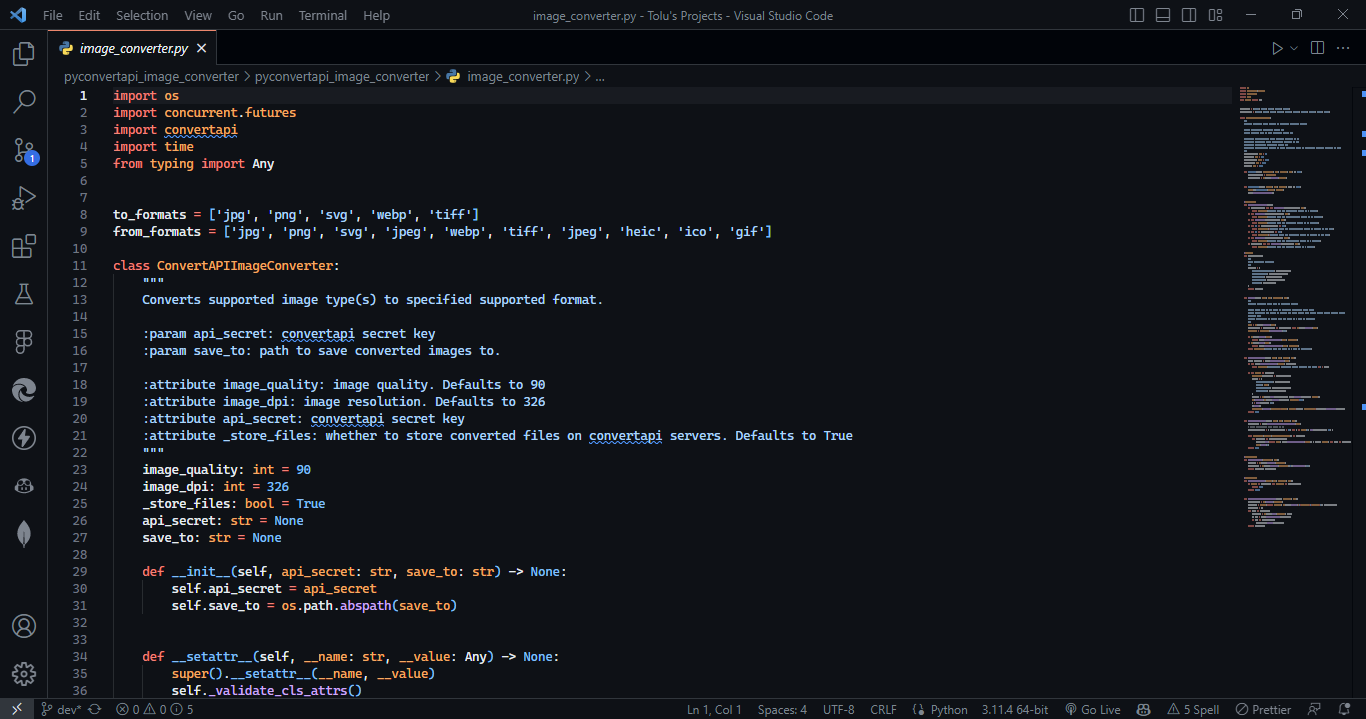 File Edit Selection View Go Run Terminal Help image_converter.py - Tolu's Projects - Visual Studio Code
image_converter.py
pyconvertapi_image_converter > pyconvertapi_image_converter > image_converter.py > ...
1 import os
2 import concurrent.futures
3 import convertapi
4 import time
5 from typing import Any
6
7
8 to_formats = ['jpg', 'png', 'svg', 'webp', 'tiff']
9 from_formats = ['jpg', 'png', 'svg', 'jpeg', 'webp', 'tiff', 'jpeg', 'heic', 'ico', 'gif']
10
11 class ConvertAPIImageConverter:
12 """
13 Converts supported image type(s) to specified supported format.
14
15 :param api_secret: convertapi secret key
16 :param save_to: path to save converted images to.
17
18 :attribute image_quality: image quality. Defaults to 90
19 :attribute image_dpi: image resolution. Defaults to 326
20 :attribute api_secret: convertapi secret key
21 :attribute _store_files: whether to store converted files on convertapi servers. Defaults to True
22 """
23 image_quality: int = 90
24 image_dpi: int = 326
25 _store_files: bool = True
26 api_secret: str = None
27 save_to: str = None
28
29 def __init__(self, api_secret: str, save_to: str) -> None:
30 self.api_secret = api_secret
31 self.save_to = os.path.abspath(save_to)
32
33
34 def __setattr__(self, __name: str, __value: Any) -> None:
35 super().__setattr__(__name, __value)
36 self._validate_cls_attrs()
1
dev* 0 0 5 Ln 1, Col 1 Spaces: 4 UTF-8 CRLF Python 3.11.4 64-bit Go Live 5 Spell Prettier